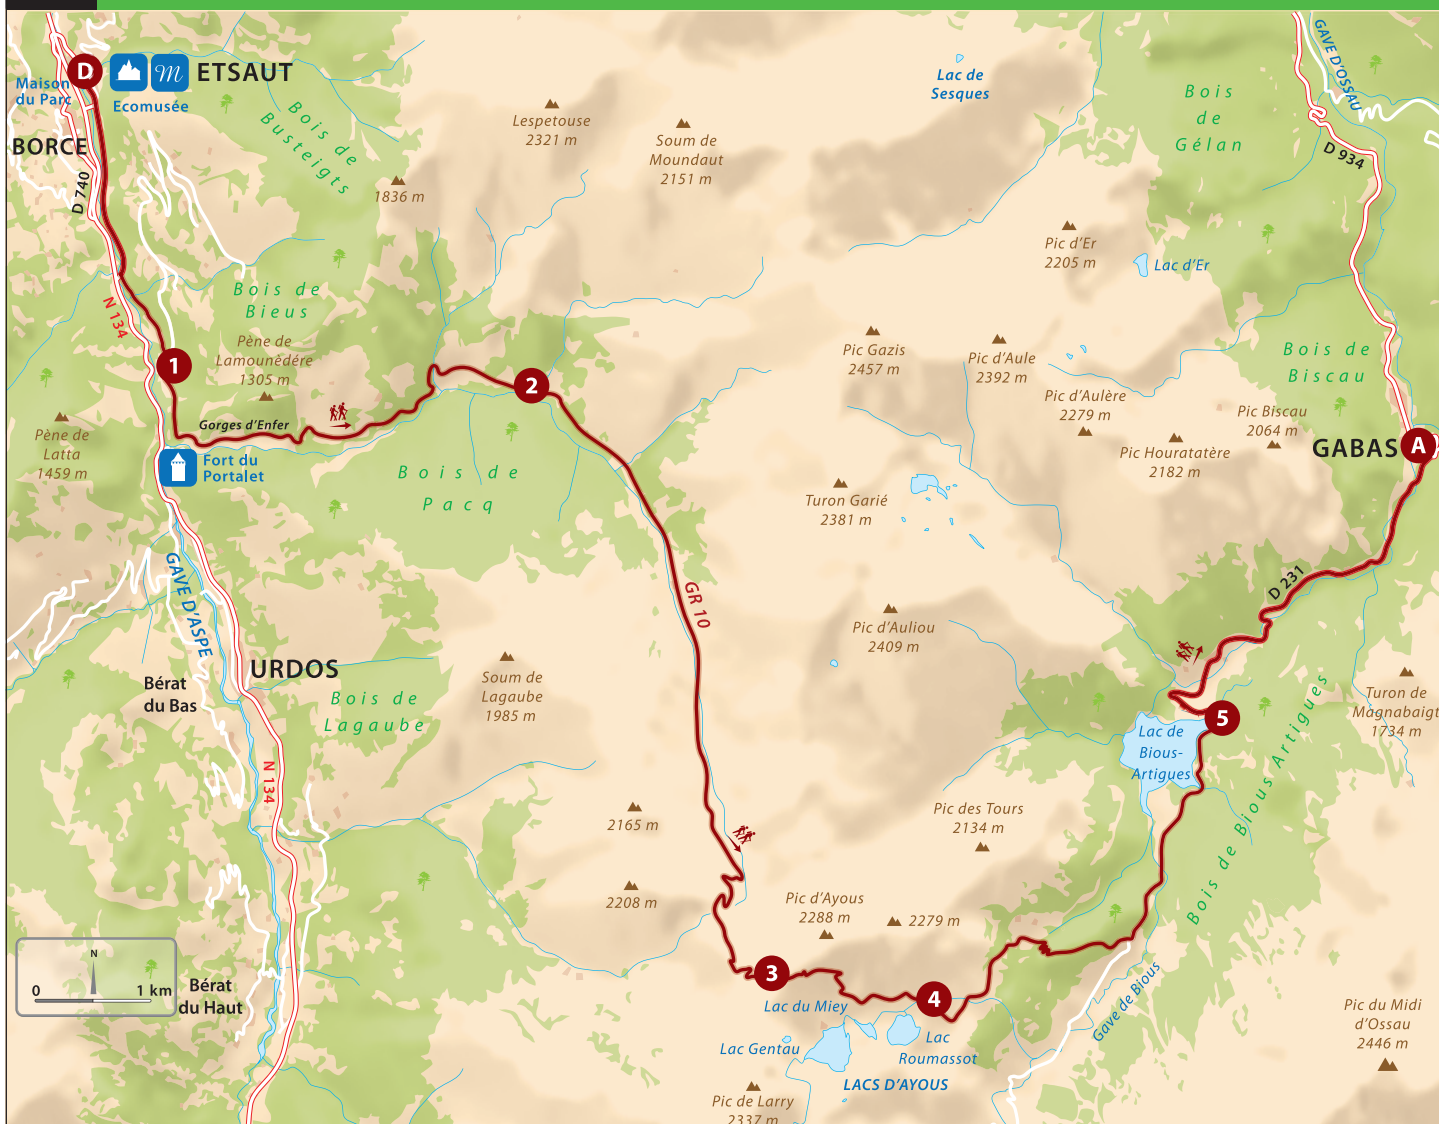 D
Maison
du Parc
m
Ecomusée
ETSAUT
BORCE
D 740
N 134
Bois de
Busteigts
1836 m
Lespetouse
2321 m
Soum de
Moundaut
2151 m
Lac de
Sesques
Bois
de
Gélan
GAVE D'OSSAU
D 934
Pic d'Er
2205 m
Lac d'Er
Bois de
Bieus
Pène de
Lamounèdére
1305 m
1
Gorges d'Enfer
2
Pène de
Latta
1459 m
Fort du
Portalet
Bois de
Pacq
Pic Gazis
2457 m
Pic d'Aule
2392 m
Pic d'Aulère
2279 m
Bois de
Biscau
Pic Biscau
2064 m
Pic Houratatère
2182 m
GABAS
A
Turon Garié
2381 m
GAVE D'ASPE
GR 10
D 231
Pic d'Auliou
2409 m
URDOS
Bérat
du Bas
Bois de
Lagaube
Soum de
Lagaube
1985 m
N 134
5
Lac de
Bious-
Artigues
Bois de Bious Artigues
Turon de
Magnabaigt
1734 m
2165 m
2208 m
Pic des Tours
2134 m
Pic d'Ayous
2288 m
2279 m
3
4
Lac du Miey
Lac Gentau
Lac
Roumassot
LACS D'AYOUS
Pic de Larry
2337 m
Gave de Bious
Pic du Midi
d'Ossau
2446 m
N
0
1 km
Bérat
du Haut